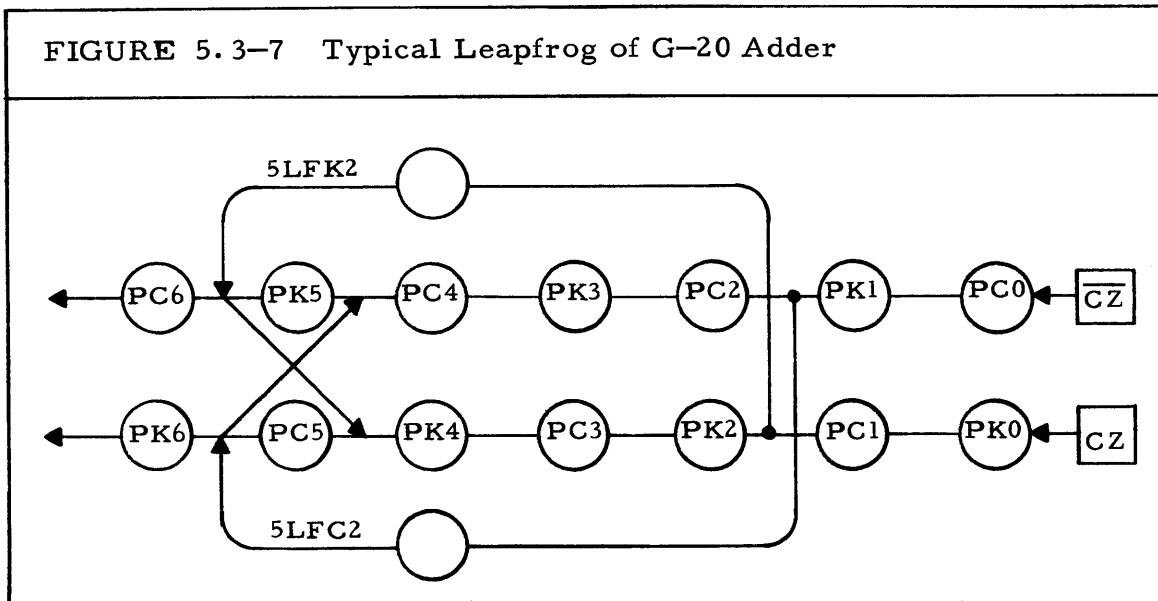 FIGURE 5.3–7 Typical Leapfrog of G–20 Adder
5LFK2
PC6 PK5 PC4 PK3 PC2 PK1 PC0 C̅Z̅
PK6 PC5 PK4 PC3 PK2 PC1 PK0 CZ
5LFC2